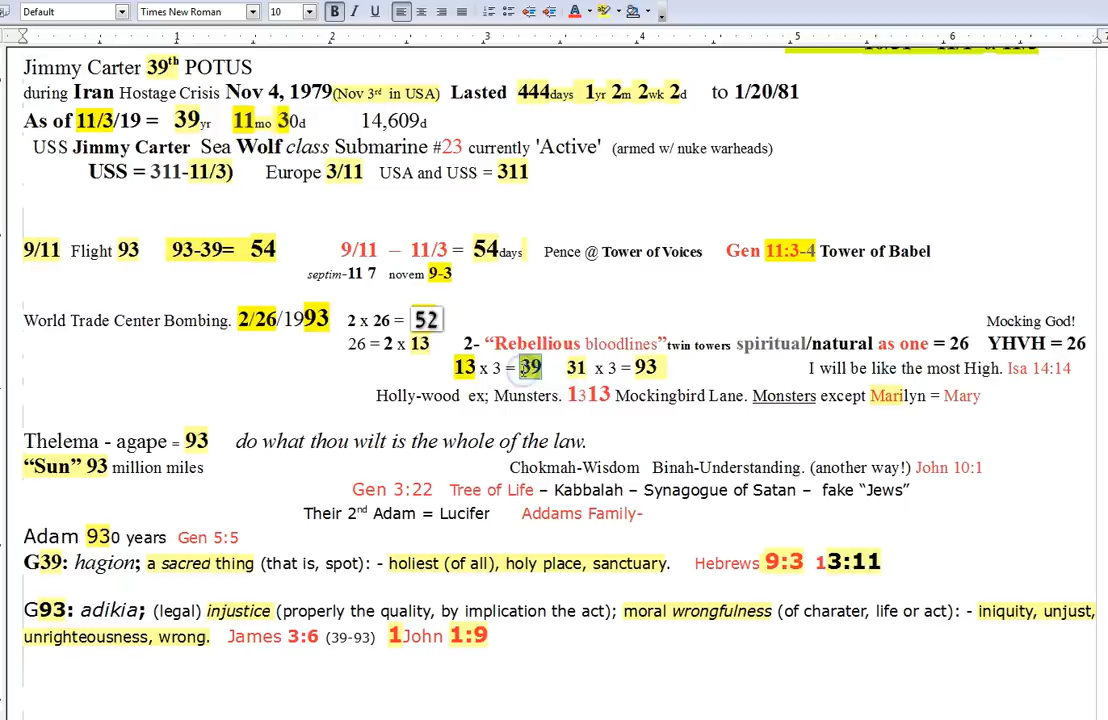 Default Times New Roman 10 B I U A
1 2 3 4 5 6
Jimmy Carter 39th POTUS
during Iran Hostage Crisis Nov 4, 1979(Nov 3rd in USA) Lasted 444days 1yr 2m 2wk 2d to 1/20/81
As of 11/3/19 = 39yr 11mo 30d 14,609d
USS Jimmy Carter Sea Wolf class Submarine #23 currently 'Active' (armed w/ nuke warheads)
USS = 311-11/3) Europe 3/11 USA and USS = 311
9/11 Flight 93 93-39= 54 9/11 – 11/3 = 54days Pence @ Tower of Voices Gen 11:3-4 Tower of Babel
septim-11 7 novem 9-3
World Trade Center Bombing. 2/26/1993 2 x 26 = 52 Mocking God!
26 = 2 x 13 2- “Rebellious bloodlines”twin towers spiritual/natural as one = 26 YHVH = 26
13 x 3 = 39 31 x 3 = 93 I will be like the most High. Isa 14:14
Holly-wood ex; Munsters. 1313 Mockingbird Lane. Monsters except Marilyn = Mary
Thelema - agape = 93 do what thou wilt is the whole of the law.
“Sun” 93 million miles Chokmah-Wisdom Binah-Understanding. (another way!) John 10:1
Gen 3:22 Tree of Life – Kabbalah – Synagogue of Satan – fake “Jews”
Their 2nd Adam = Lucifer Addams Family-
Adam 930 years Gen 5:5
G39: hagion; a sacred thing (that is, spot): - holiest (of all), holy place, sanctuary. Hebrews 9:3 13:11
G93: adikia; (legal) injustice (properly the quality, by implication the act); moral wrongfulness (of charater, life or act): - iniquity, unjust,
unrighteousness, wrong. James 3:6 (39-93) 1John 1:9